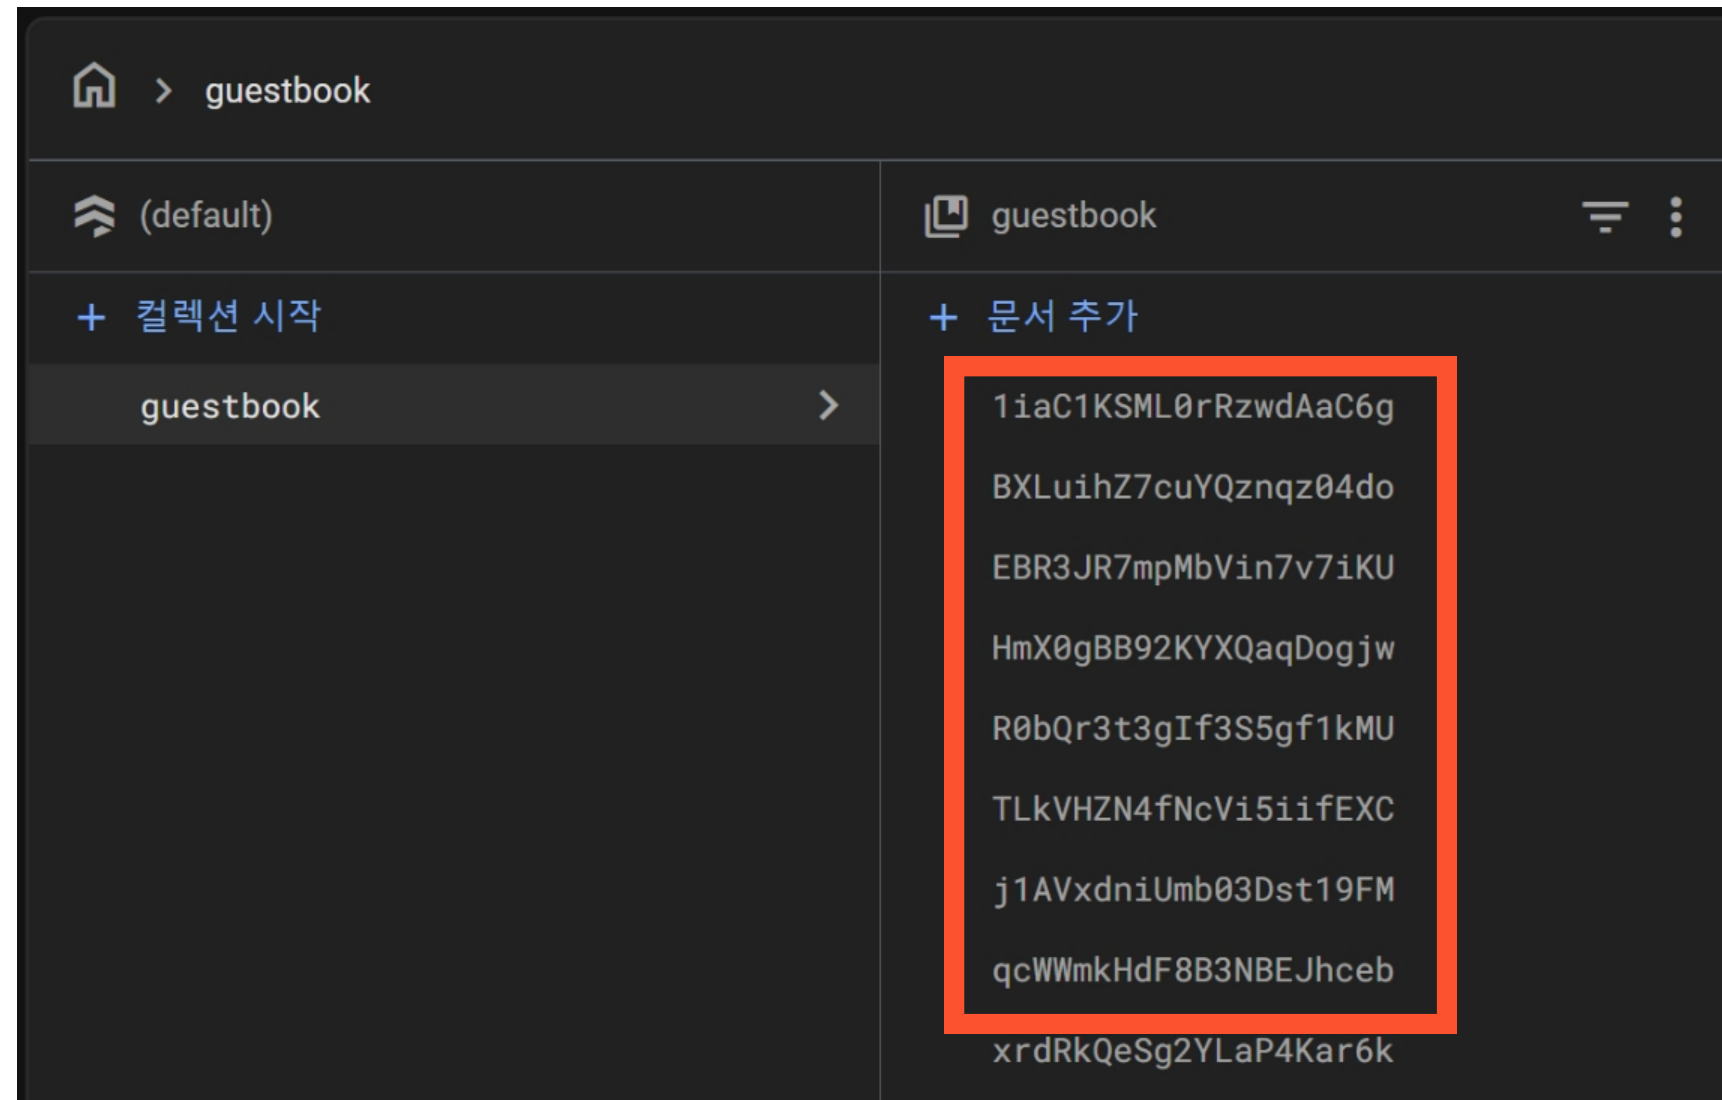 guestbook
(default)
guestbook
+ 컬렉션 시작
+ 문서 추가
guestbook
1iaC1KSML0rRzwdAaC6g
BXLuihZ7cuYQznqz04do
EBR3JR7mpMbVin7v7iKU
HmX0gBB92KYXQaqDogjw
R0bQr3t3gIf3S5gf1kMU
TLkVHZN4fNcVi5iifEXC
j1AVxdniUmb03Dst19FM
qcWWmkHdF8B3NBEJhceb
xrdRkQeSg2YLaP4Kar6k